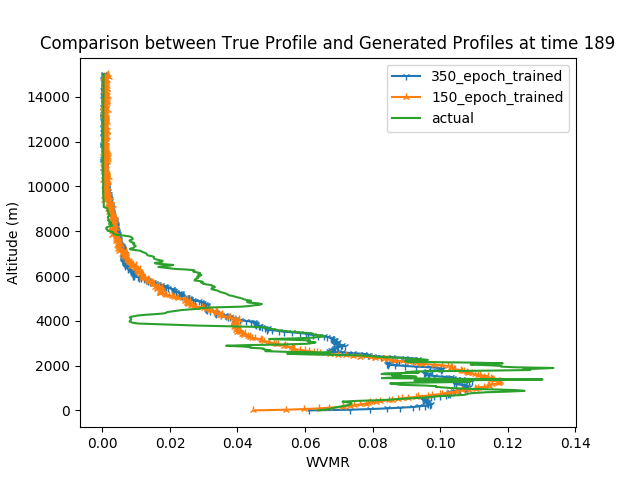 Comparison between True Profile and Generated Profiles at time 189
350_epoch_trained
150_epoch_trained
actual
Altitude (m)
14000
12000
10000
8000
6000
4000
2000
0
0.00 0.02 0.04 0.06 0.08 0.10 0.12 0.14
WVMR